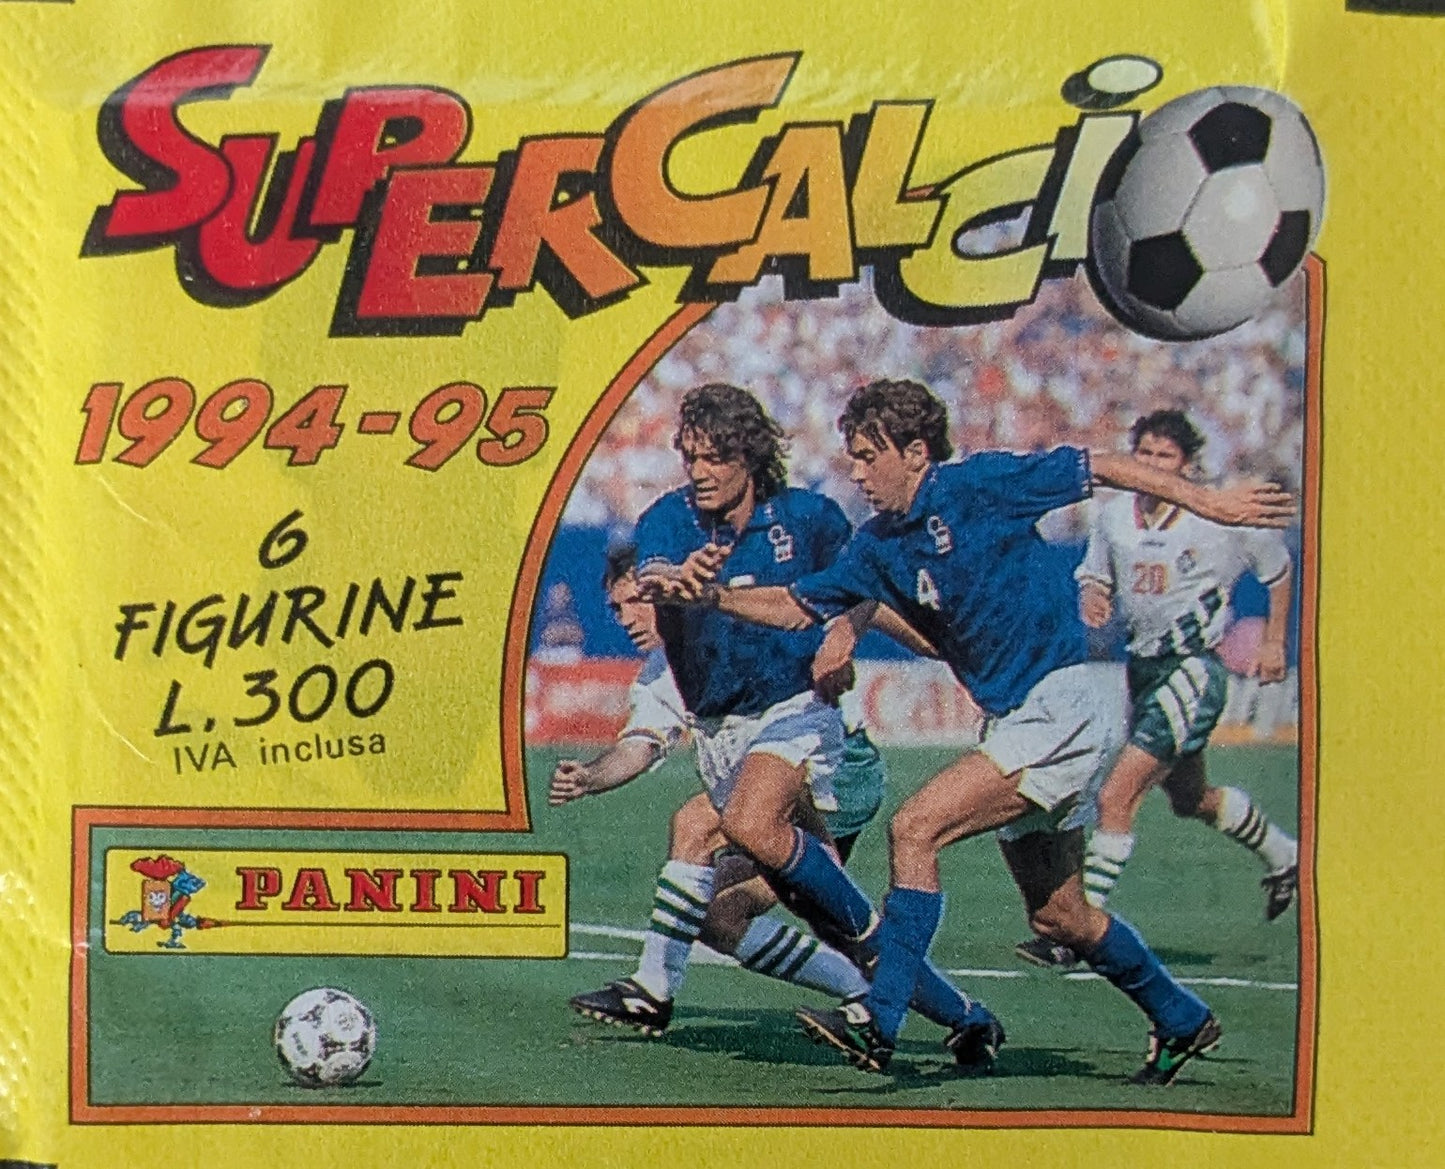 SUPERCALCIO
1994-95
6
FIGURINE
L.300
IVA inclusa
PANINI
4
20